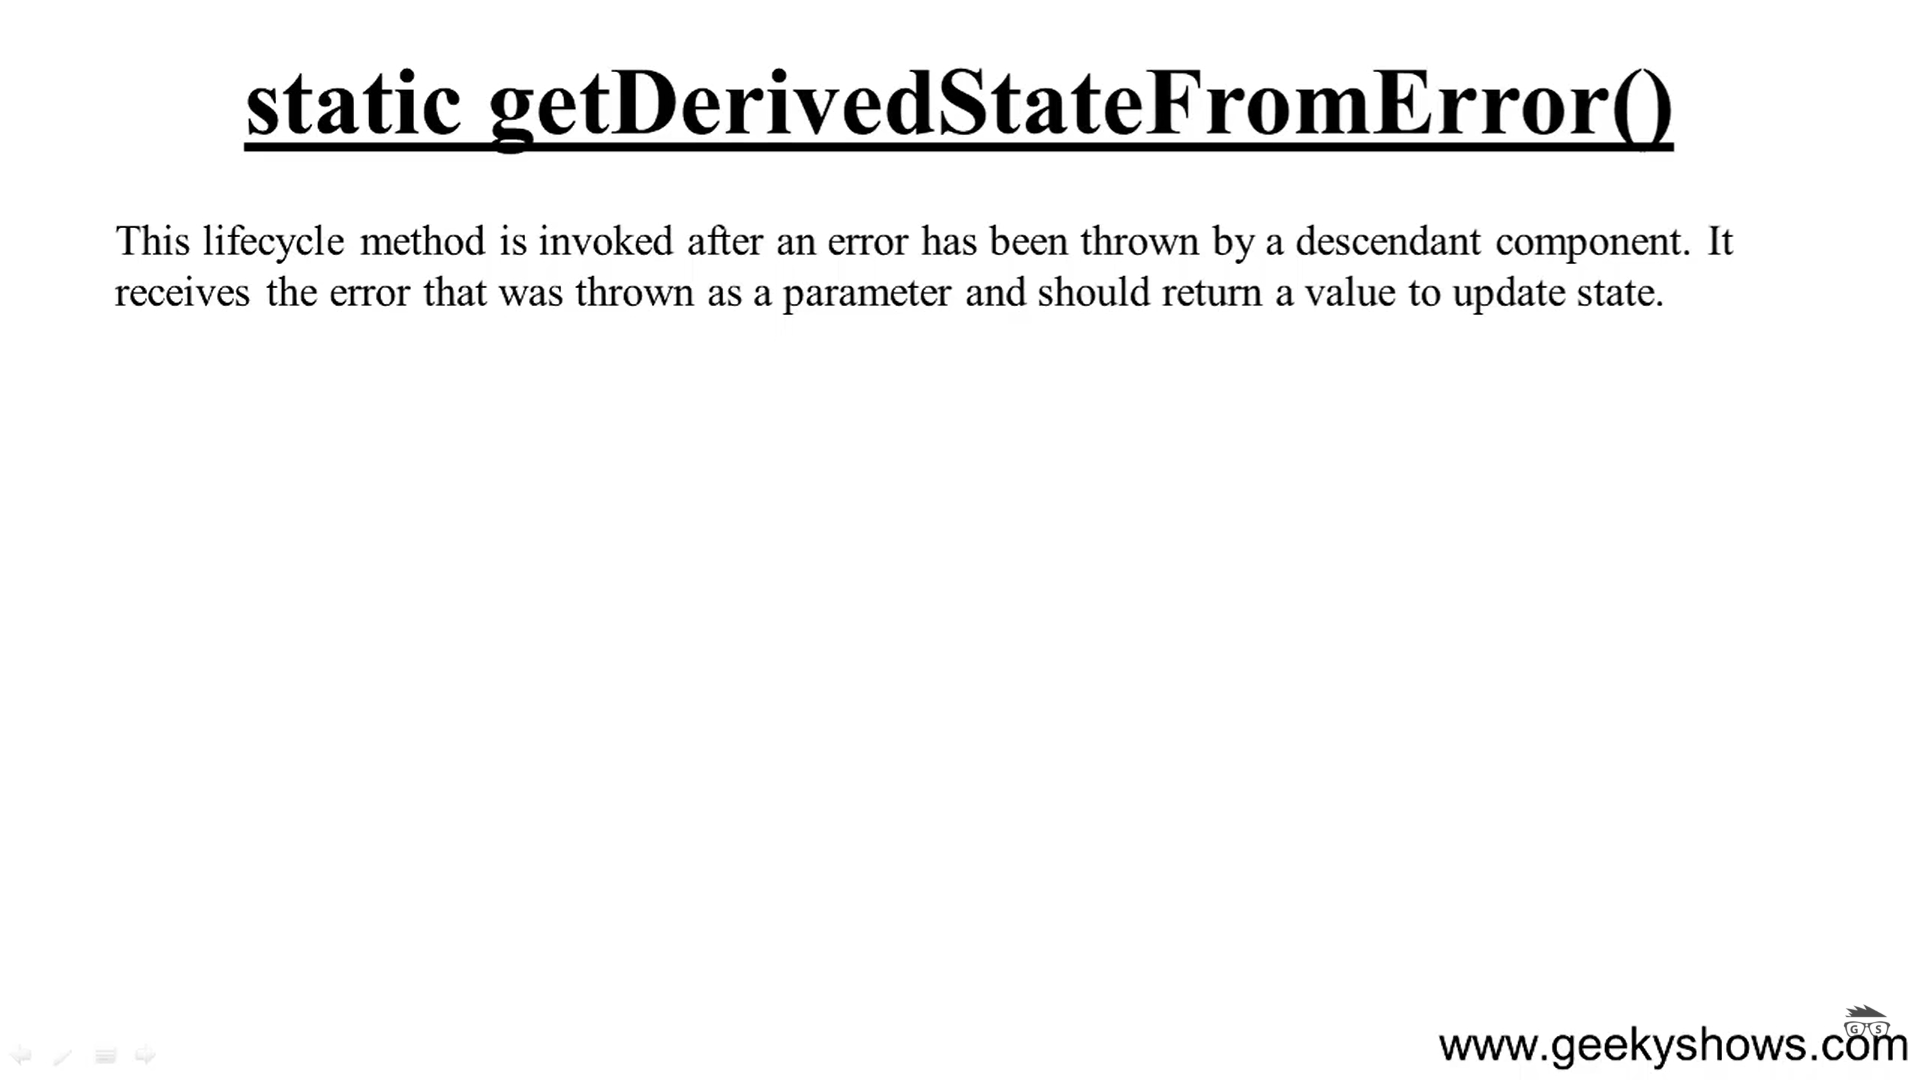 static getDerivedStateFromError()
This lifecycle method is invoked after an error has been thrown by a descendant component. It
receives the error that was thrown as a parameter and should return a value to update state.
G S
www.geekyshows.com